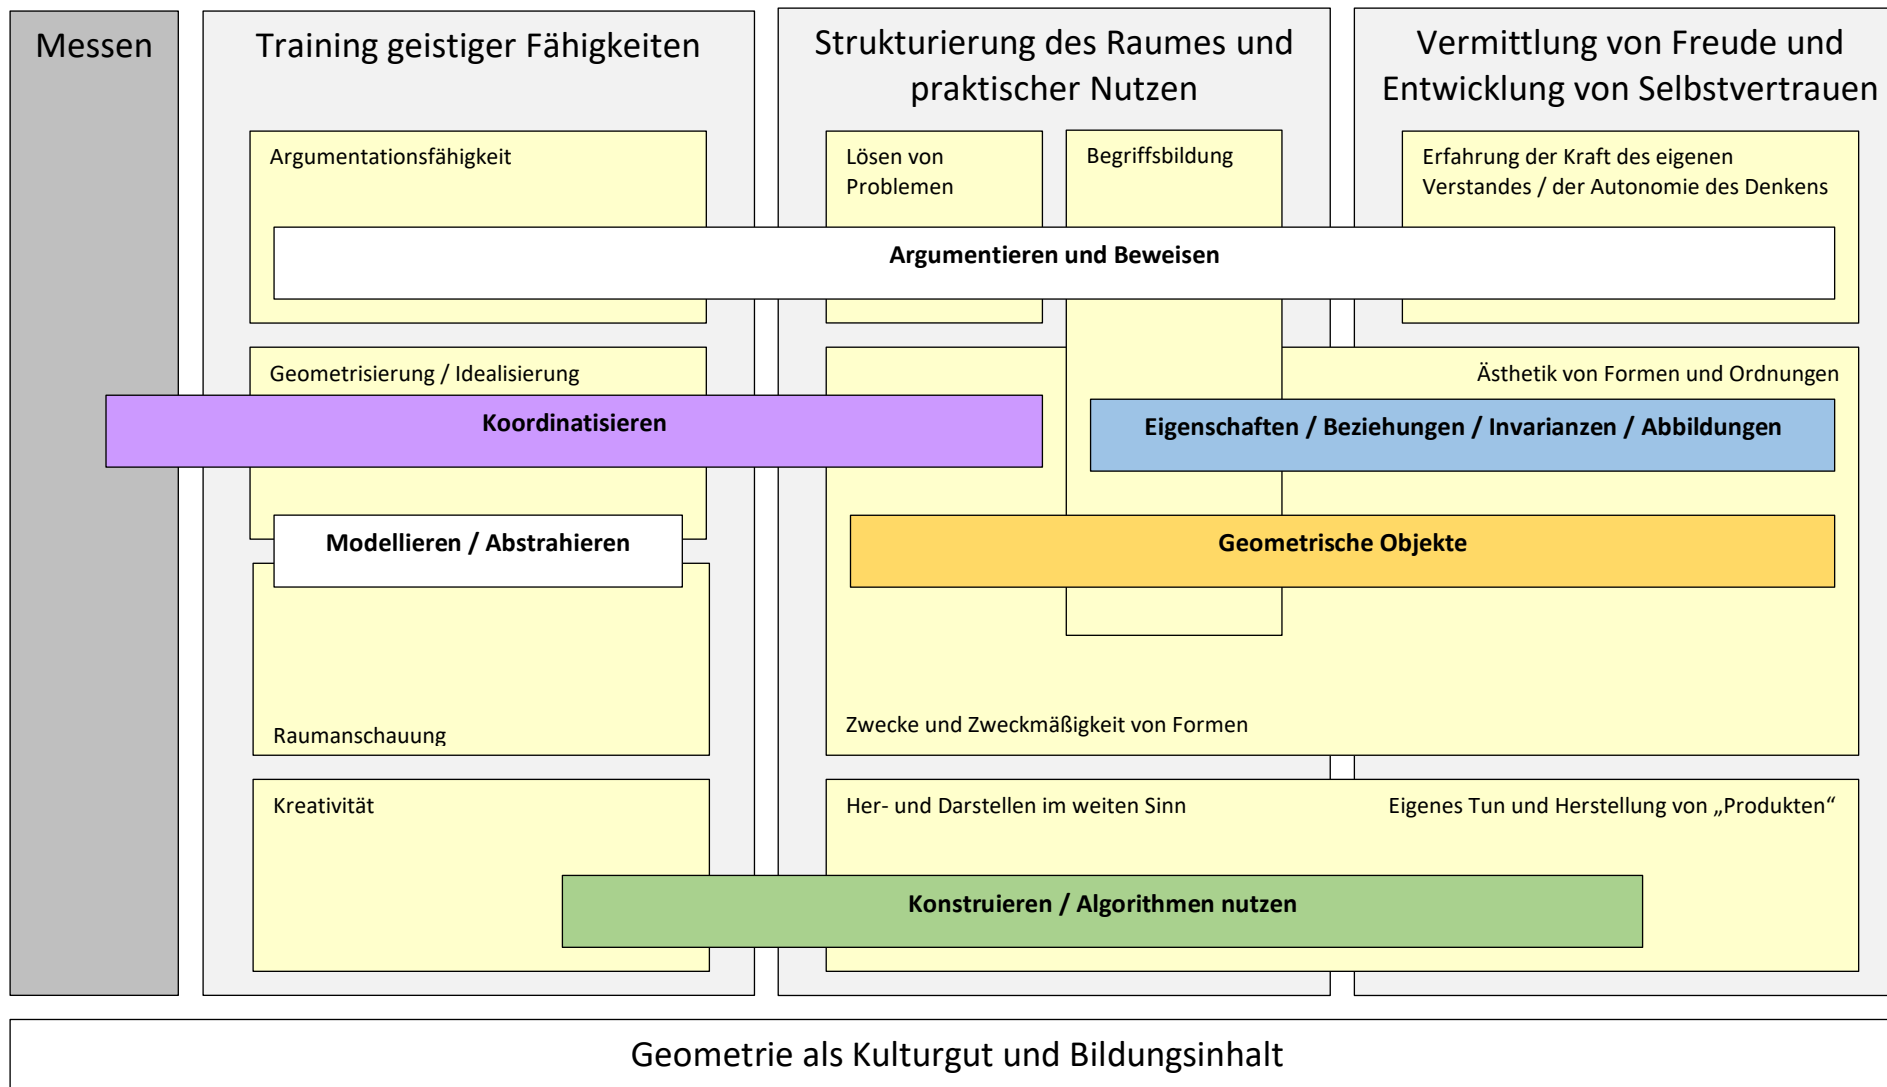 Messen
Training geistiger Fähigkeiten
Strukturierung des Raumes und
praktischer Nutzen
Vermittlung von Freude und
Entwicklung von Selbstvertrauen
Argumentationsfähigkeit
Lösen von
Problemen
Begriffsbildung
Erfahrung der Kraft des eigenen
Verstandes / der Autonomie des Denkens
Argumentieren und Beweisen
Geometrisierung / Idealisierung
Ästhetik von Formen und Ordnungen
Koordinatisieren
Eigenschaften / Beziehungen / Invarianzen / Abbildungen
Modellieren / Abstrahieren
Geometrische Objekte
Raumanschauung
Zwecke und Zweckmäßigkeit von Formen
Kreativität
Her- und Darstellen im weiten Sinn
Eigenes Tun und Herstellung von „Produkten“
Konstruieren / Algorithmen nutzen
Geometrie als Kulturgut und Bildungsinhalt